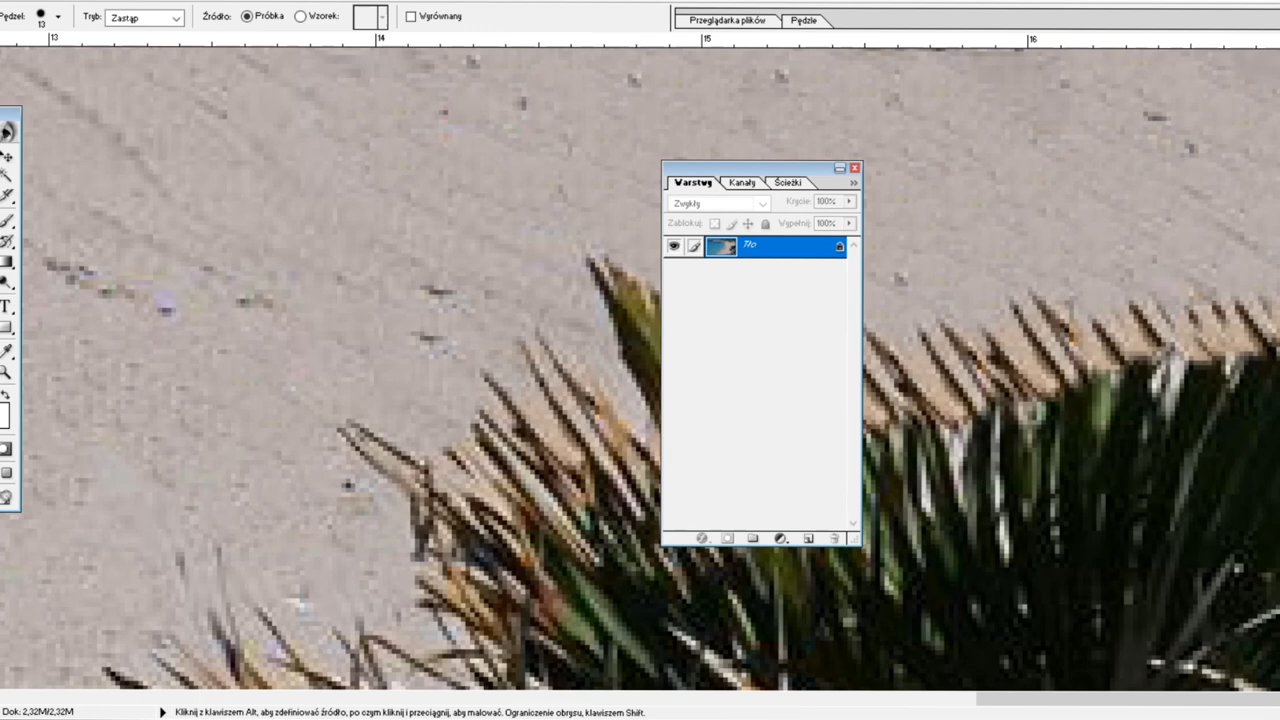 Pędzel: 13 Tryb: Zastąp Źródło: Próbka Wzorek: Wyrównany Przeglądarka plików Pędzle
13 14 15 16
Warstwy Kanały Ścieżki
Zwykły Krycie: 100%
Zablokuj: Wypełnij: 100%
Tło
T
Dok: 2,32M/2,32M Kliknij z klawiszem Alt, aby zdefiniować źródło, po czym kliknij i przeciągnij, aby malować. Ograniczenie obrysu, klawiszem Shift.